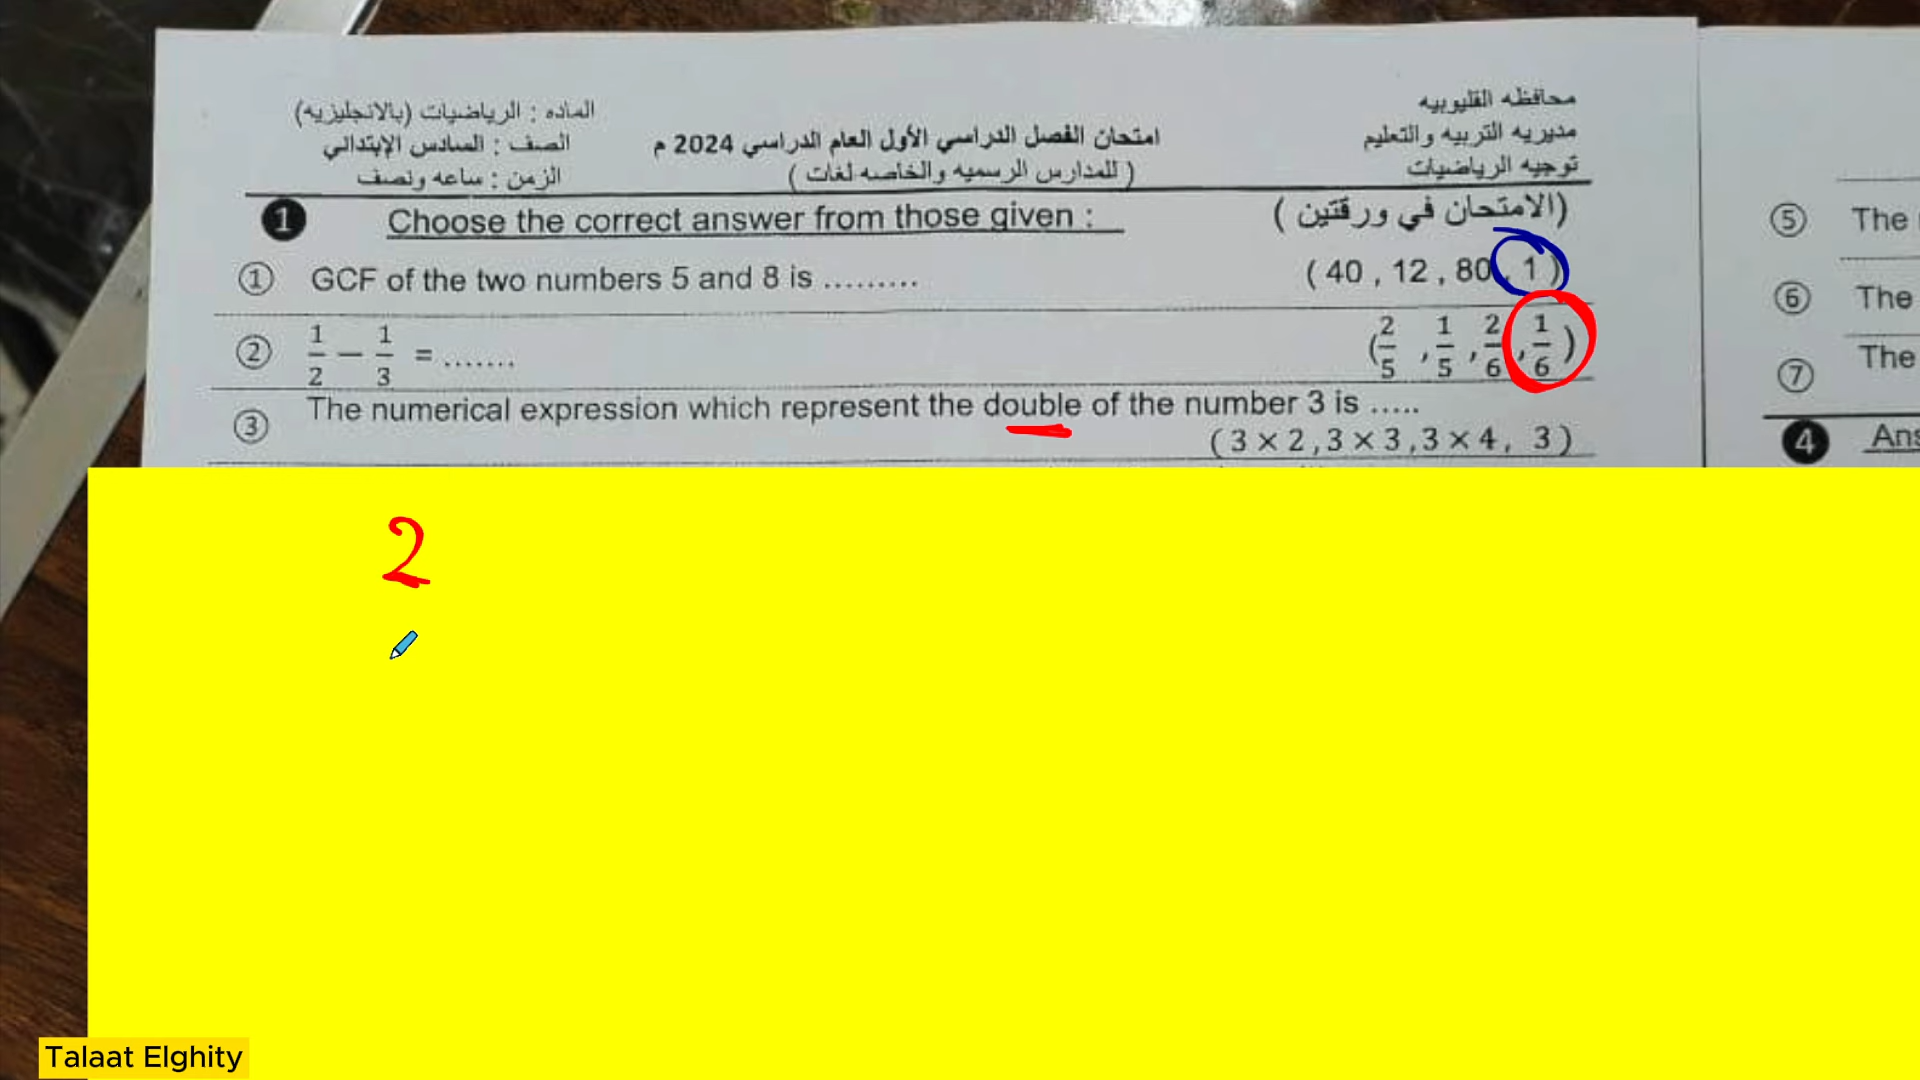 محافظه القليوبيه
مديريه التربيه والتعليم
توجيه الرياضيات
امتحان الفصل الدراسي الأول العام الدراسي 2024 م
( للمدارس الرسميه والخاصه لغات )
الماده : الرياضيات (بالانجليزيه)
الصف : السادس الإبتدائي
الزمن : ساعه ونصف
1 Choose the correct answer from those given : (الامتحان في ورقتين )
① GCF of the two numbers 5 and 8 is ......... ( 40 , 12 , 80 , 1 )
② 1/2 − 1/3 = ....... ( 2/5 , 1/5 , 2/6 , 1/6 )
③ The numerical expression which represent the double of the number 3 is .....
( 3 × 2 , 3 × 3 , 3 × 4 , 3 )
⑤ The
⑥ The
⑦ The
4
2
Talaat Elghity